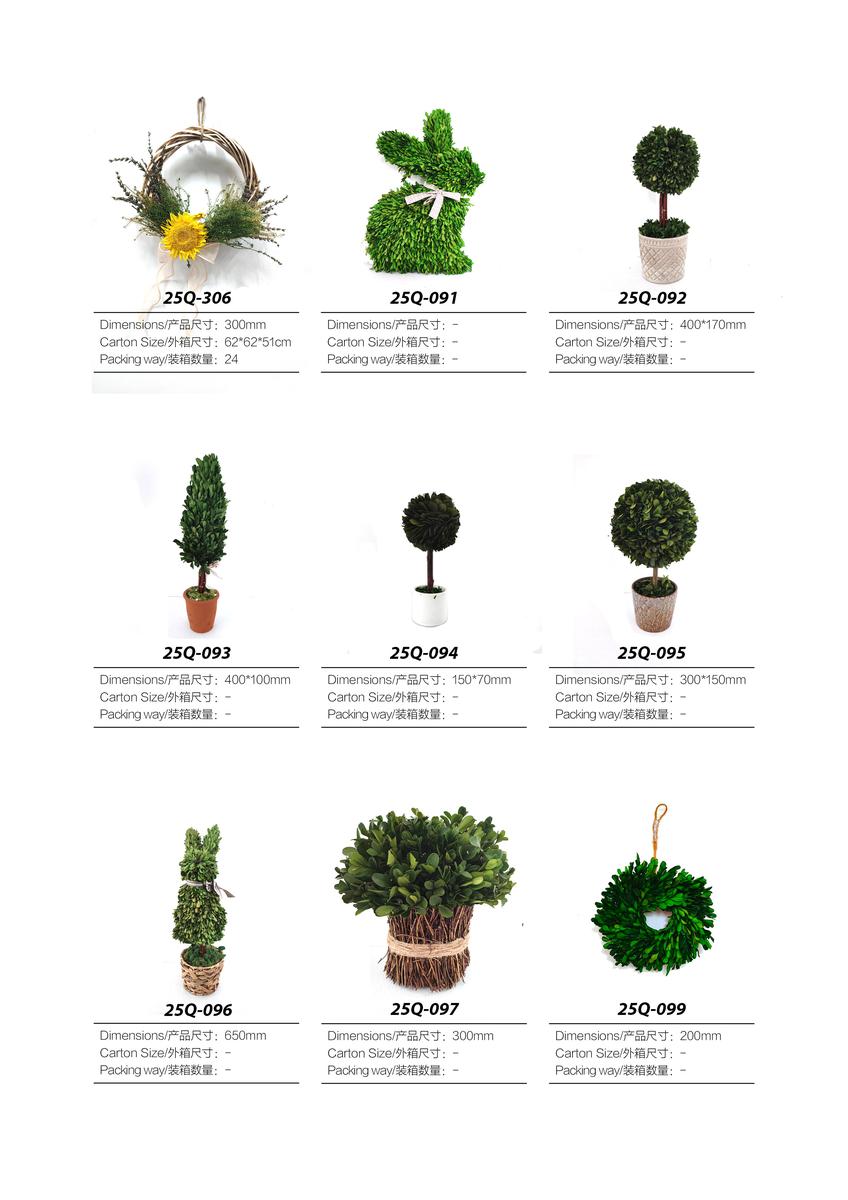 25Q-306
Dimensions/产品尺寸：300mm
Carton Size/外箱尺寸：62*62*51cm
Packing way/装箱数量：24
25Q-091
Dimensions/产品尺寸：-
Carton Size/外箱尺寸：-
Packing way/装箱数量：-
25Q-092
Dimensions/产品尺寸：400*170mm
Carton Size/外箱尺寸：-
Packing way/装箱数量：-
25Q-093
Dimensions/产品尺寸：400*100mm
Carton Size/外箱尺寸：-
Packing way/装箱数量：-
25Q-094
Dimensions/产品尺寸：150*70mm
Carton Size/外箱尺寸：-
Packing way/装箱数量：-
25Q-095
Dimensions/产品尺寸：300*150mm
Carton Size/外箱尺寸：-
Packing way/装箱数量：-
25Q-096
Dimensions/产品尺寸：650mm
Carton Size/外箱尺寸：-
Packing way/装箱数量：-
25Q-097
Dimensions/产品尺寸：300mm
Carton Size/外箱尺寸：-
Packing way/装箱数量：-
25Q-099
Dimensions/产品尺寸：200mm
Carton Size/外箱尺寸：-
Packing way/装箱数量：-